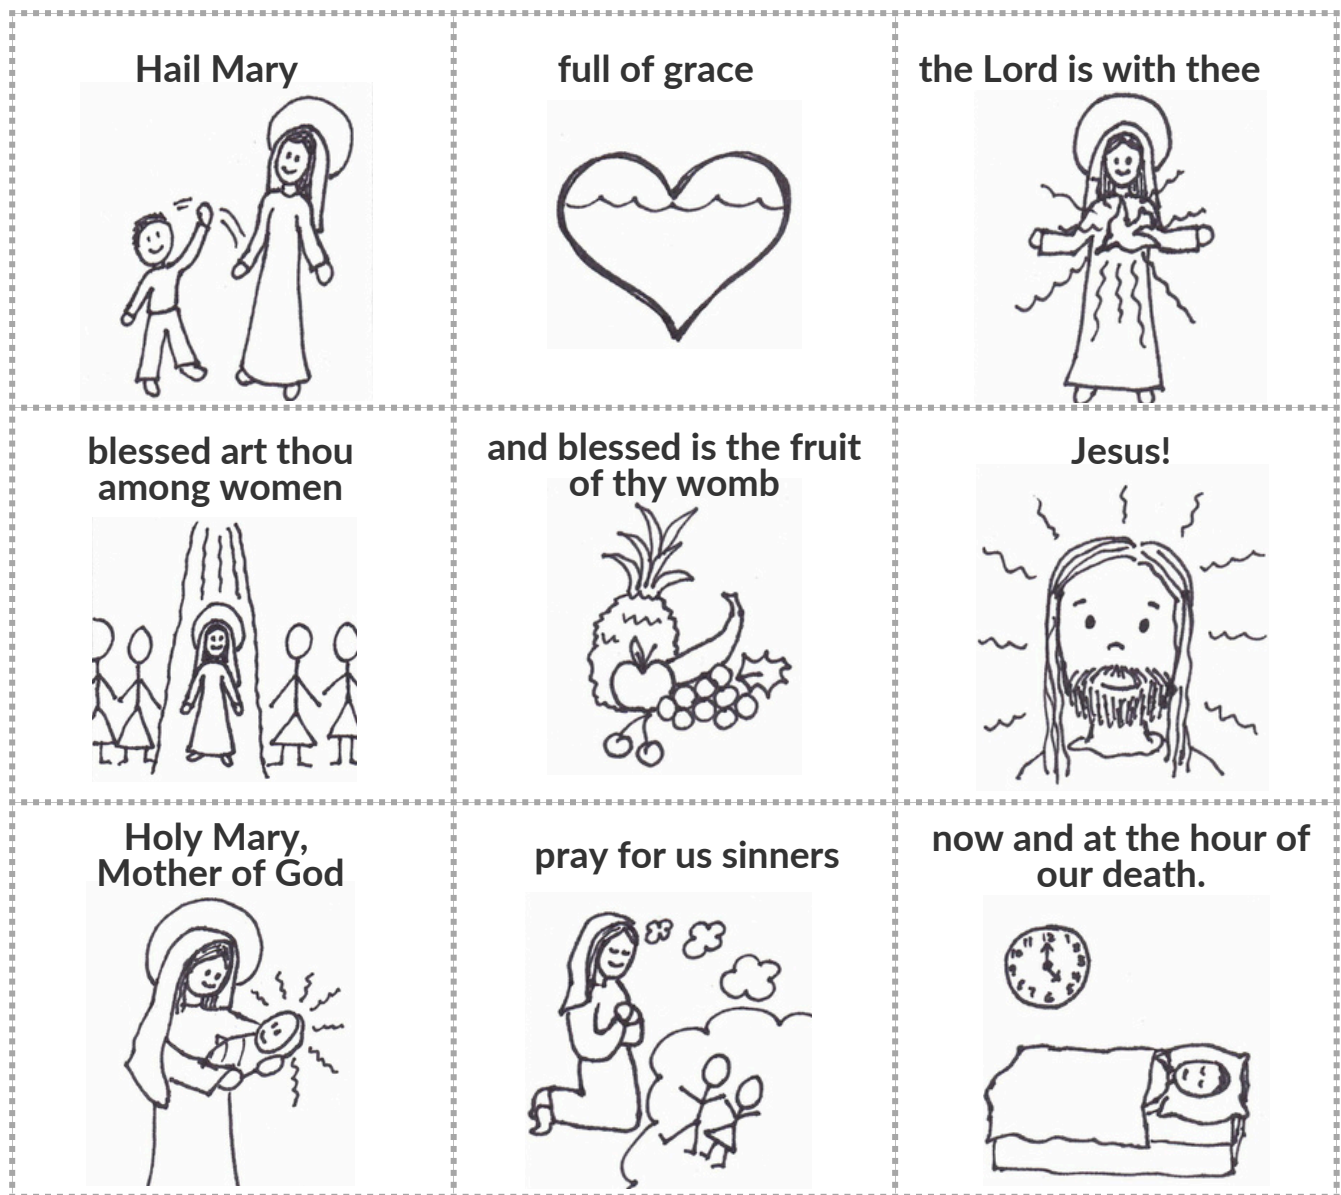 Hail Mary
full of grace
the Lord is with thee
blessed art thou
among women
and blessed is the fruit
of thy womb
Jesus!
Holy Mary,
Mother of God
pray for us sinners
now and at the hour of
our death.